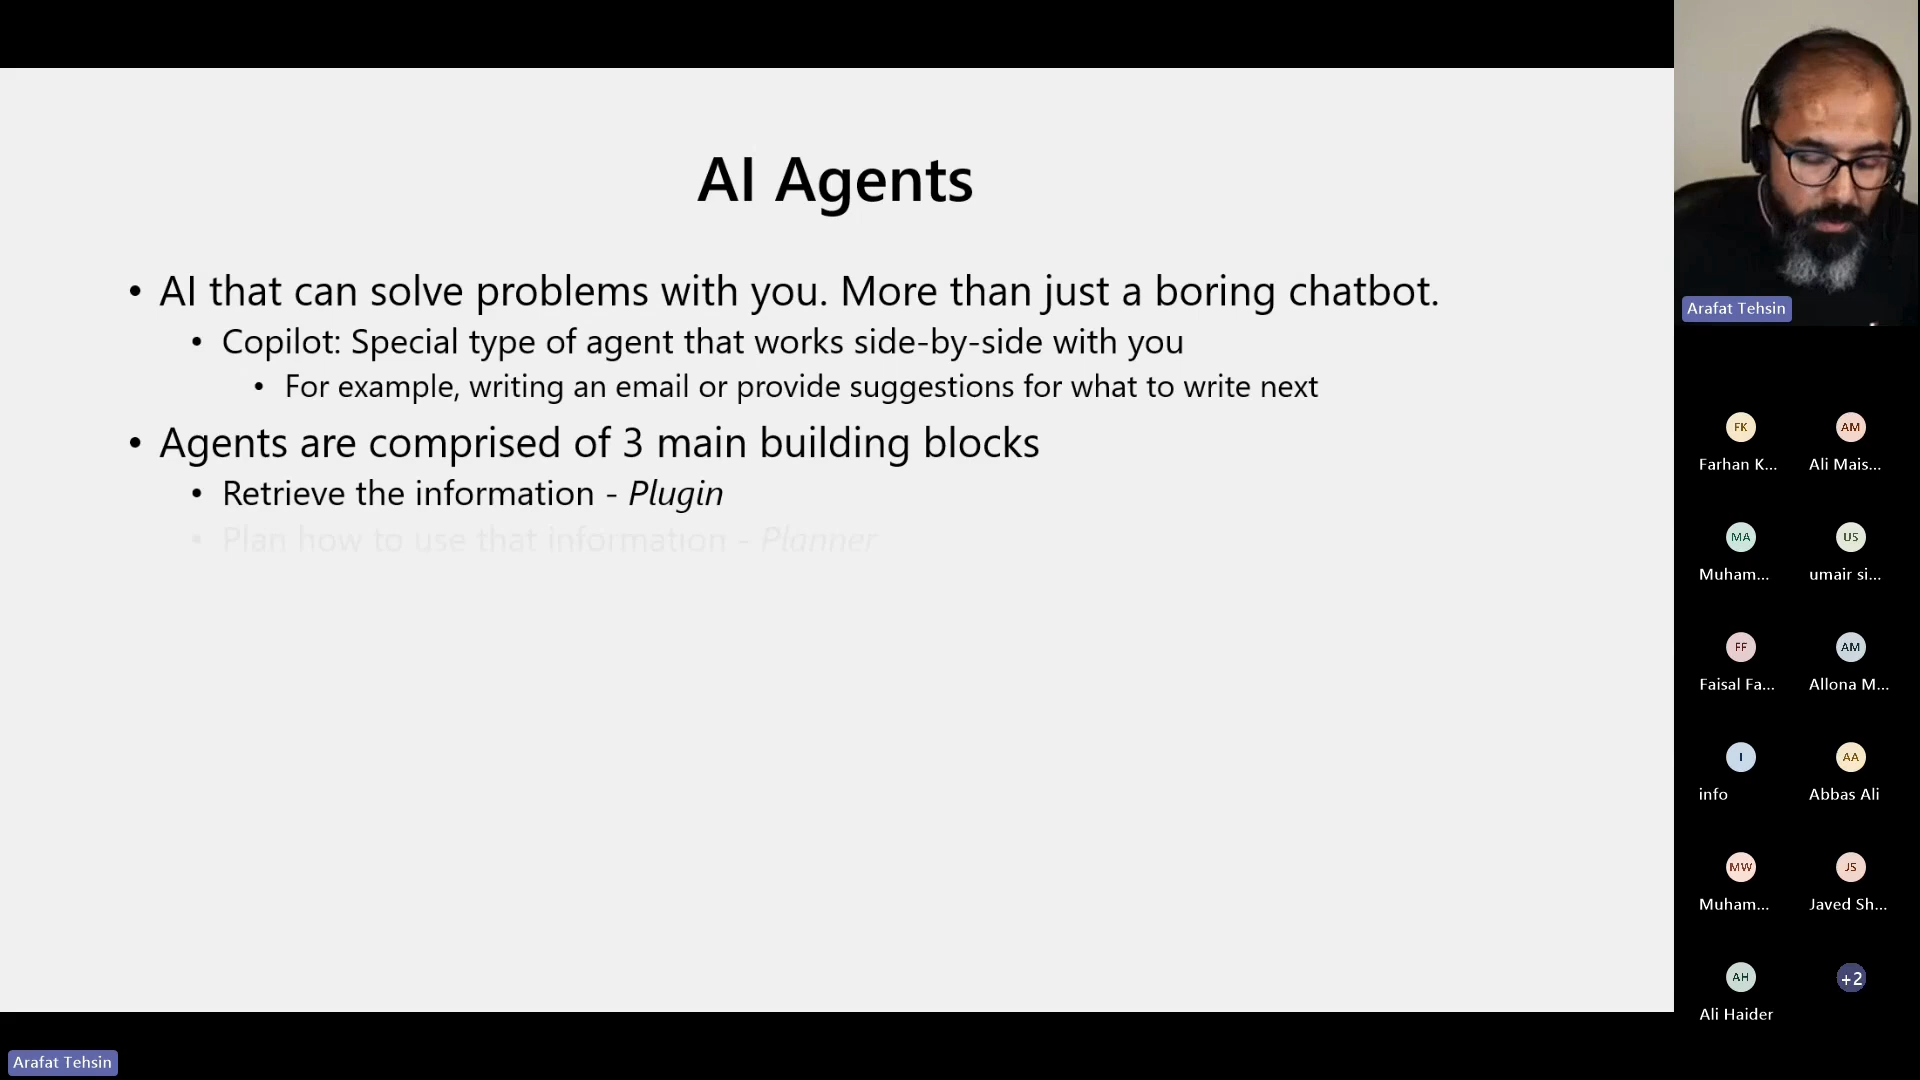 AI Agents
• AI that can solve problems with you. More than just a boring chatbot.
• Copilot: Special type of agent that works side-by-side with you
• For example, writing an email or provide suggestions for what to write next
• Agents are comprised of 3 main building blocks
• Retrieve the information - Plugin
• Plan how to use that information - Planner
Arafat Tehsin
FK
AM
Farhan K...
Ali Mais...
MA
US
Muham...
umair si...
FF
AM
Faisal Fa...
Allona M...
I
AA
info
Abbas Ali
MW
JS
Muham...
Javed Sh...
AH
+2
Ali Haider
Arafat Tehsin